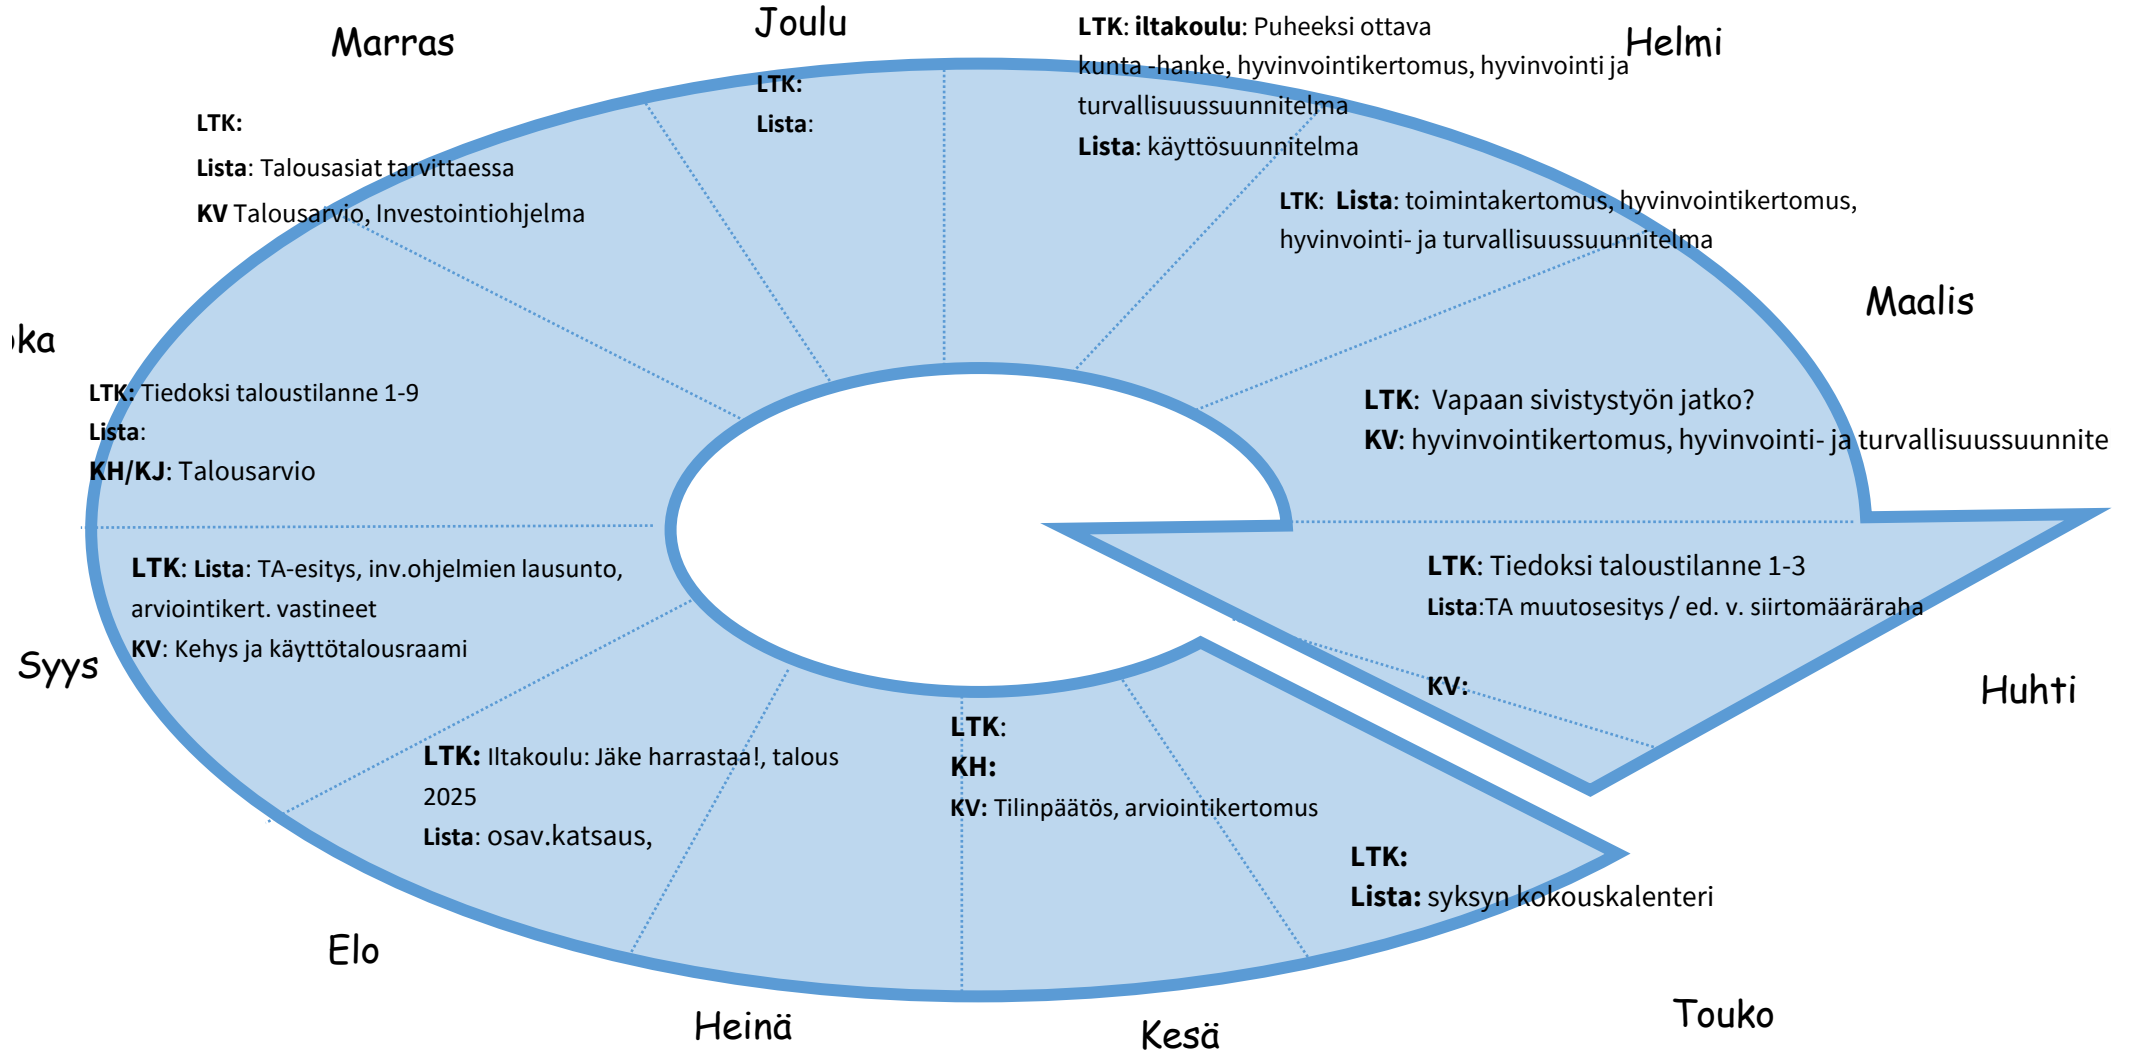 Joulu
Marras
Helmi
LTK: iltakoulu: Puheeksi ottava
kunta -hanke, hyvinvointikertomus, hyvinvointi ja
turvallisuussuunnitelma
Lista: käyttösuunnitelma
LTK:
Lista:
LTK:
Lista: Talousasiat tarvittaessa
KV Talousarvio, Investointiohjelma
LTK: Lista: toimintakertomus, hyvinvointikertomus,
hyvinvointi- ja turvallisuussuunnitelma
Maalis
ka
LTK: Tiedoksi taloustilanne 1-9
Lista:
KH/KJ: Talousarvio
LTK: Vapaan sivistystyön jatko?
KV: hyvinvointikertomus, hyvinvointi- ja turvallisuussuunnite
LTK: Lista: TA-esitys, inv.ohjelmien lausunto,
arviointikert. vastineet
KV: Kehys ja käyttötalousraami
Syys
LTK: Tiedoksi taloustilanne 1-3
Lista:TA muutosesitys / ed. v. siirtomääräraha
KV:
Huhti
LTK: Iltakoulu: Jäke harrastaa!, talous
2025
Lista: osav.katsaus,
LTK:
KH:
KV: Tilinpäätös, arviointikertomus
LTK:
Lista: syksyn kokouskalenteri
Elo
Heinä
Kesä
Touko